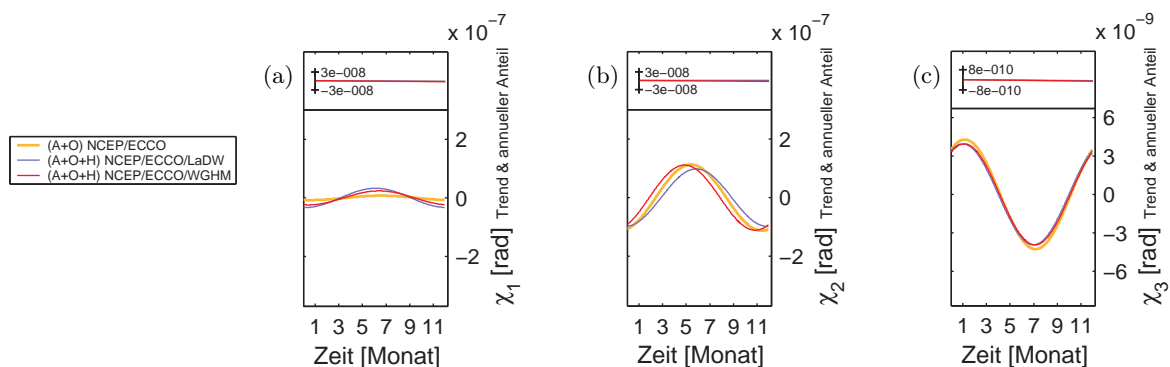 (A+O) NCEP/ECCO
(A+O+H) NCEP/ECCO/LaDW
(A+O+H) NCEP/ECCO/WGHM
(a)
x 10⁻⁷
3e−008
−3e−008
2
0
−2
χ₁ [rad] Trend & annueller Anteil
1 3 5 7 9 11
Zeit [Monat]
(b)
x 10⁻⁷
3e−008
−3e−008
2
0
−2
χ₂ [rad] Trend & annueller Anteil
1 3 5 7 9 11
Zeit [Monat]
(c)
x 10⁻⁹
8e−010
−8e−010
6
3
0
−3
−6
χ₃ [rad] Trend & annueller Anteil
1 3 5 7 9 11
Zeit [Monat]